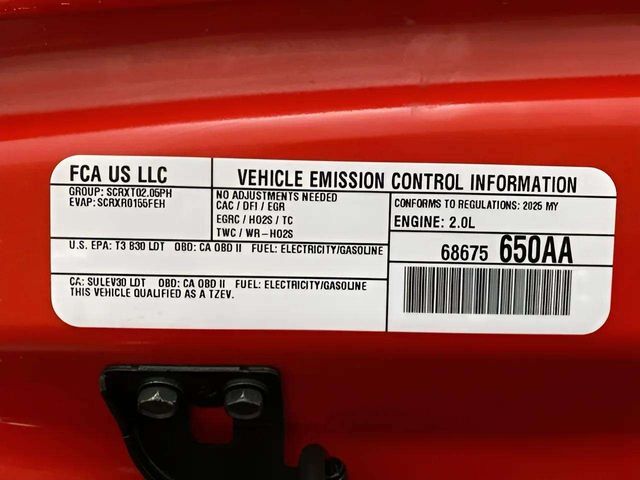 FCA US LLC
GROUP: SCRXT02.05PH
EVAP: SCRXR0155FEH
VEHICLE EMISSION CONTROL INFORMATION
NO ADJUSTMENTS NEEDED
CAC / DFI / EGR
EGRC / HO2S / TC
TWC / WR-HO2S
CONFORMS TO REGULATIONS: 2025 MY
ENGINE: 2.0L
U.S. EPA: T3 B30 LDT OBD: CA OBD II FUEL: ELECTRICITY/GASOLINE
68675 650AA
CA: SULEV30 LDT OBD: CA OBD II FUEL: ELECTRICITY/GASOLINE
THIS VEHICLE QUALIFIED AS A TZEV.